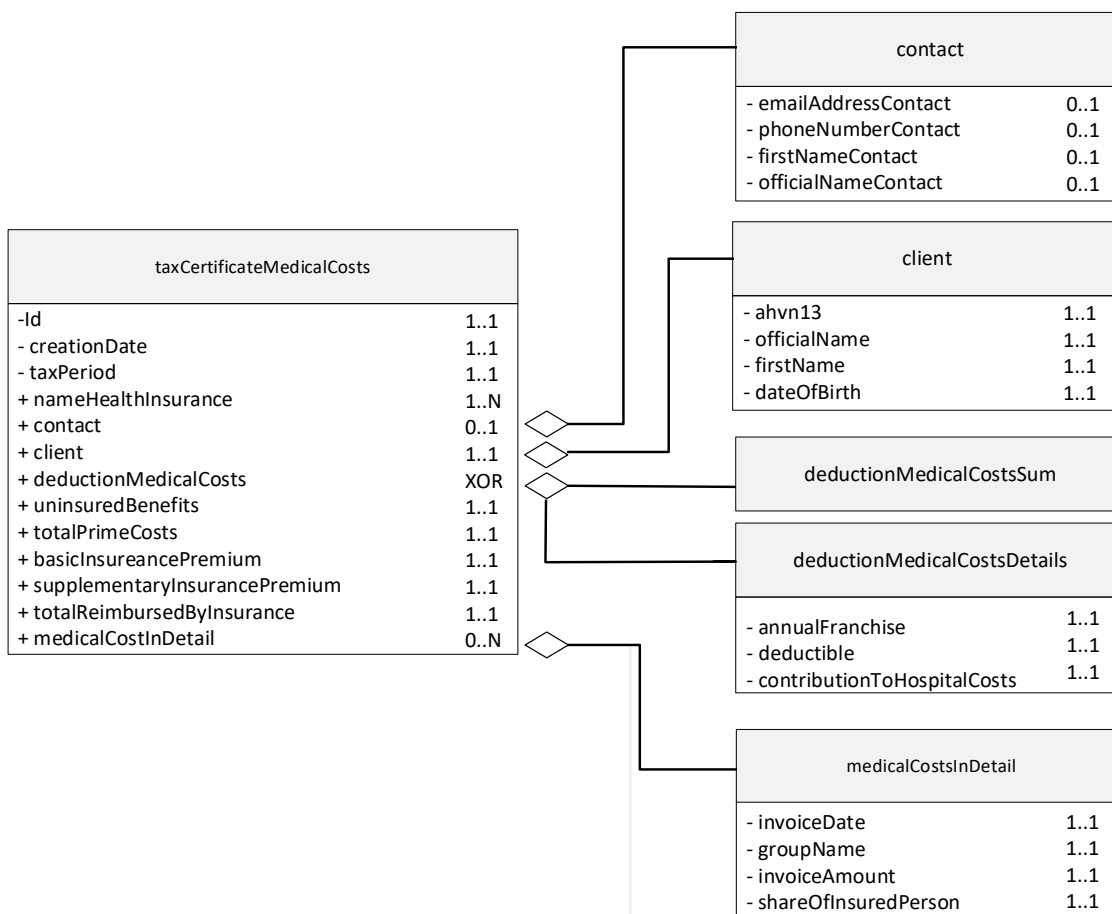 contact
- emailAddressContact 0..1
- phoneNumberContact 0..1
- firstNameContact 0..1
- officialNameContact 0..1
taxCertificateMedicalCosts
-Id 1..1
- creationDate 1..1
- taxPeriod 1..1
+ nameHealthInsurance 1..N
+ contact 0..1
+ client 1..1
+ deductionMedicalCosts XOR
+ uninsuredBenefits 1..1
+ totalPrimeCosts 1..1
+ basicInsureancePremium 1..1
+ supplementaryInsurancePremium 1..1
+ totalReimbursedByInsurance 1..1
+ medicalCostInDetail 0..N
client
- ahvn13 1..1
- officialName 1..1
- firstName 1..1
- dateOfBirth 1..1
deductionMedicalCostsSum
deductionMedicalCostsDetails
- annualFranchise 1..1
- deductible 1..1
- contributionToHospitalCosts 1..1
medicalCostsInDetail
- invoiceDate 1..1
- groupName 1..1
- invoiceAmount 1..1
- shareOfInsuredPerson 1..1